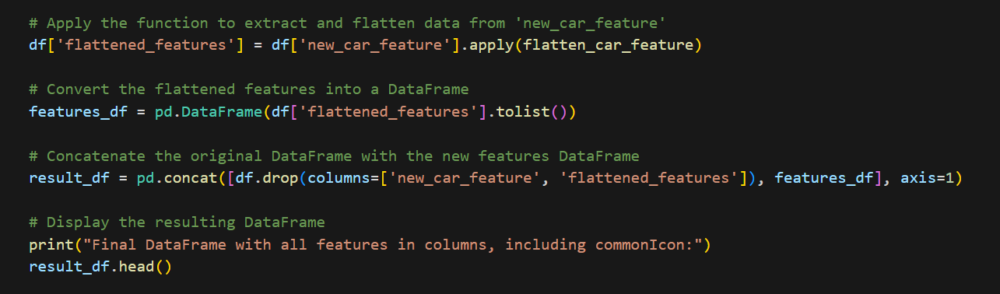 # Apply the function to extract and flatten data from 'new_car_feature'
df['flattened_features'] = df['new_car_feature'].apply(flatten_car_feature)
# Convert the flattened features into a DataFrame
features_df = pd.DataFrame(df['flattened_features'].tolist())
# Concatenate the original DataFrame with the new features DataFrame
result_df = pd.concat([df.drop(columns=['new_car_feature', 'flattened_features']), features_df], axis=1)
# Display the resulting DataFrame
print("Final DataFrame with all features in columns, including commonIcon:")
result_df.head()